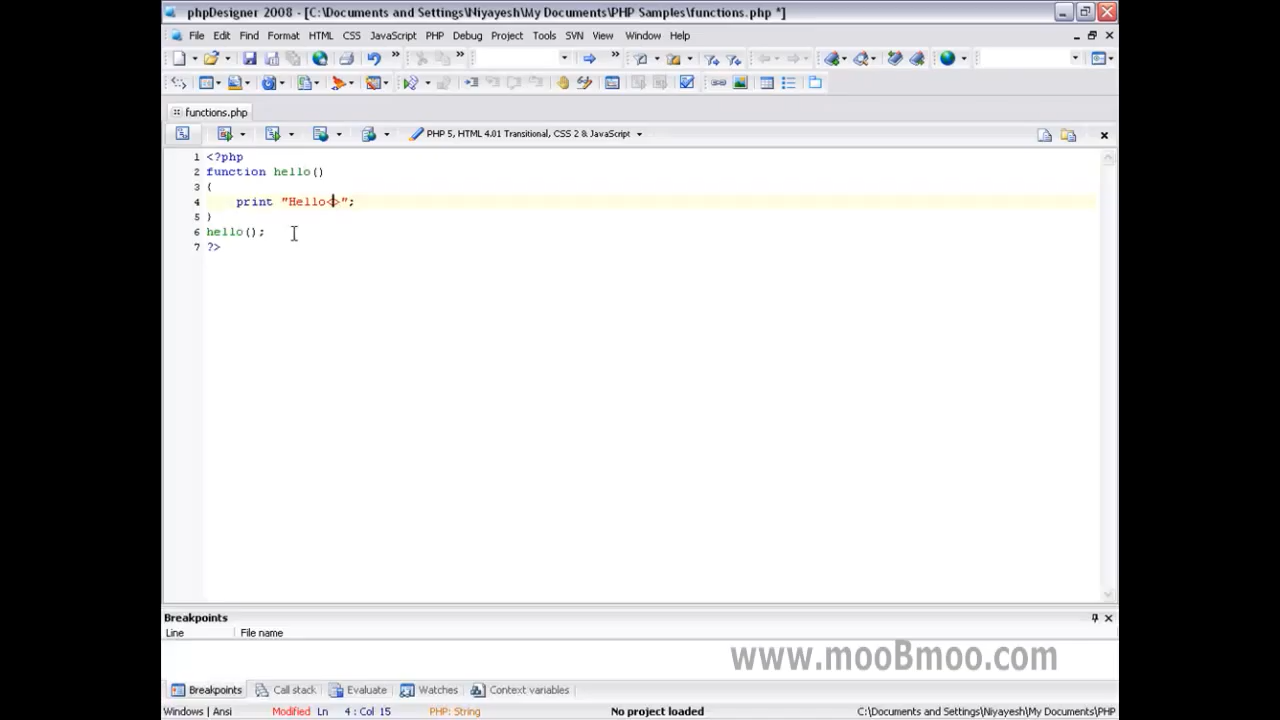 phpDesigner 2008 - [C:\Documents and Settings\Niyayesh\My Documents\PHP Samples\functions.php *]
File Edit Find Format HTML CSS JavaScript PHP Debug Project Tools SVN View Window Help
functions.php
PHP 5, HTML 4.01 Transitional, CSS 2 & JavaScript
1 <?php
2 function hello()
3 {
4 print "Hello<>";
5 }
6 hello();
7 ?>
Breakpoints
Line File name
www.mooBmoo.com
Breakpoints Call stack Evaluate Watches Context variables
Windows | Ansi Modified Ln 4 : Col 15 PHP: String No project loaded C:\Documents and Settings\Niyayesh\My Documents\PHP